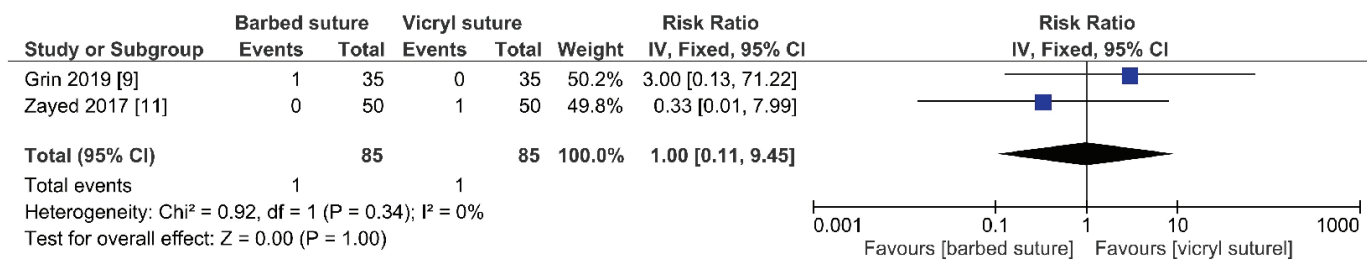 Barbed suture Vicryl suture Risk Ratio Risk Ratio
Study or Subgroup Events Total Events Total Weight IV, Fixed, 95% CI IV, Fixed, 95% CI
Grin 2019 [9] 1 35 0 35 50.2% 3.00 [0.13, 71.22]
Zayed 2017 [11] 0 50 1 50 49.8% 0.33 [0.01, 7.99]
Total (95% CI) 85 85 100.0% 1.00 [0.11, 9.45]
Total events 1 1
Heterogeneity: Chi² = 0.92, df = 1 (P = 0.34); I² = 0%
Test for overall effect: Z = 0.00 (P = 1.00)
0.001 0.1 1 10 1000
Favours [barbed suture] Favours [vicryl suturel]